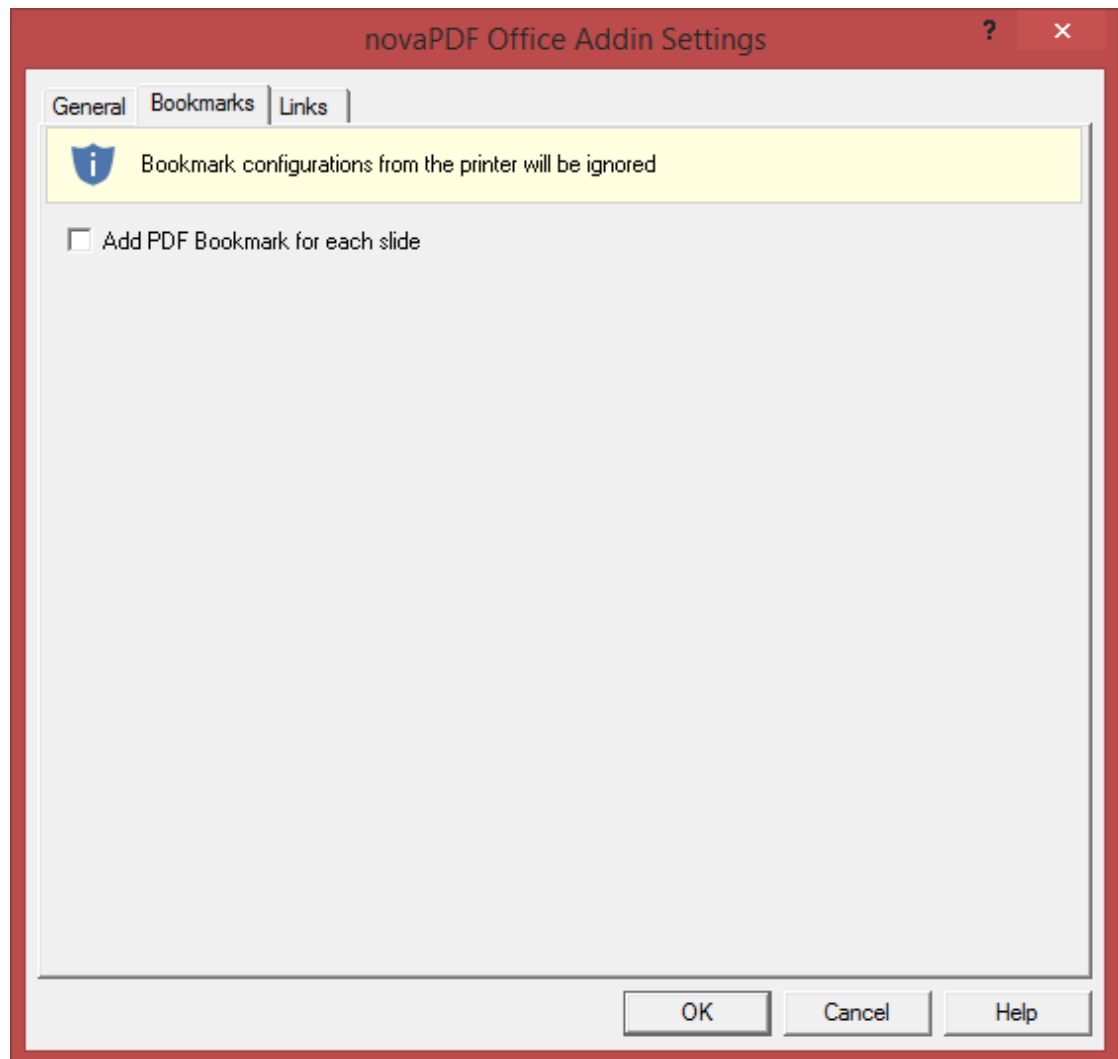 novaPDF Office Addin Settings
? ×
General Bookmarks Links
i Bookmark configurations from the printer will be ignored
Add PDF Bookmark for each slide
OK Cancel Help